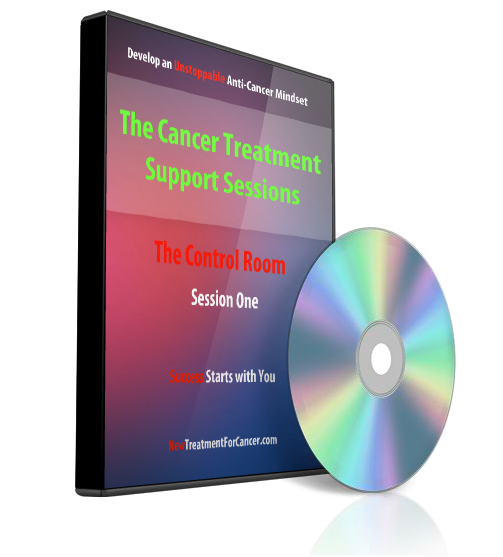 Develop an Unstoppable Anti-Cancer Mindset
The Cancer Treatment
Support Sessions
The Control Room
Session One
Success Starts with You
NewTreatmentForCancer.com